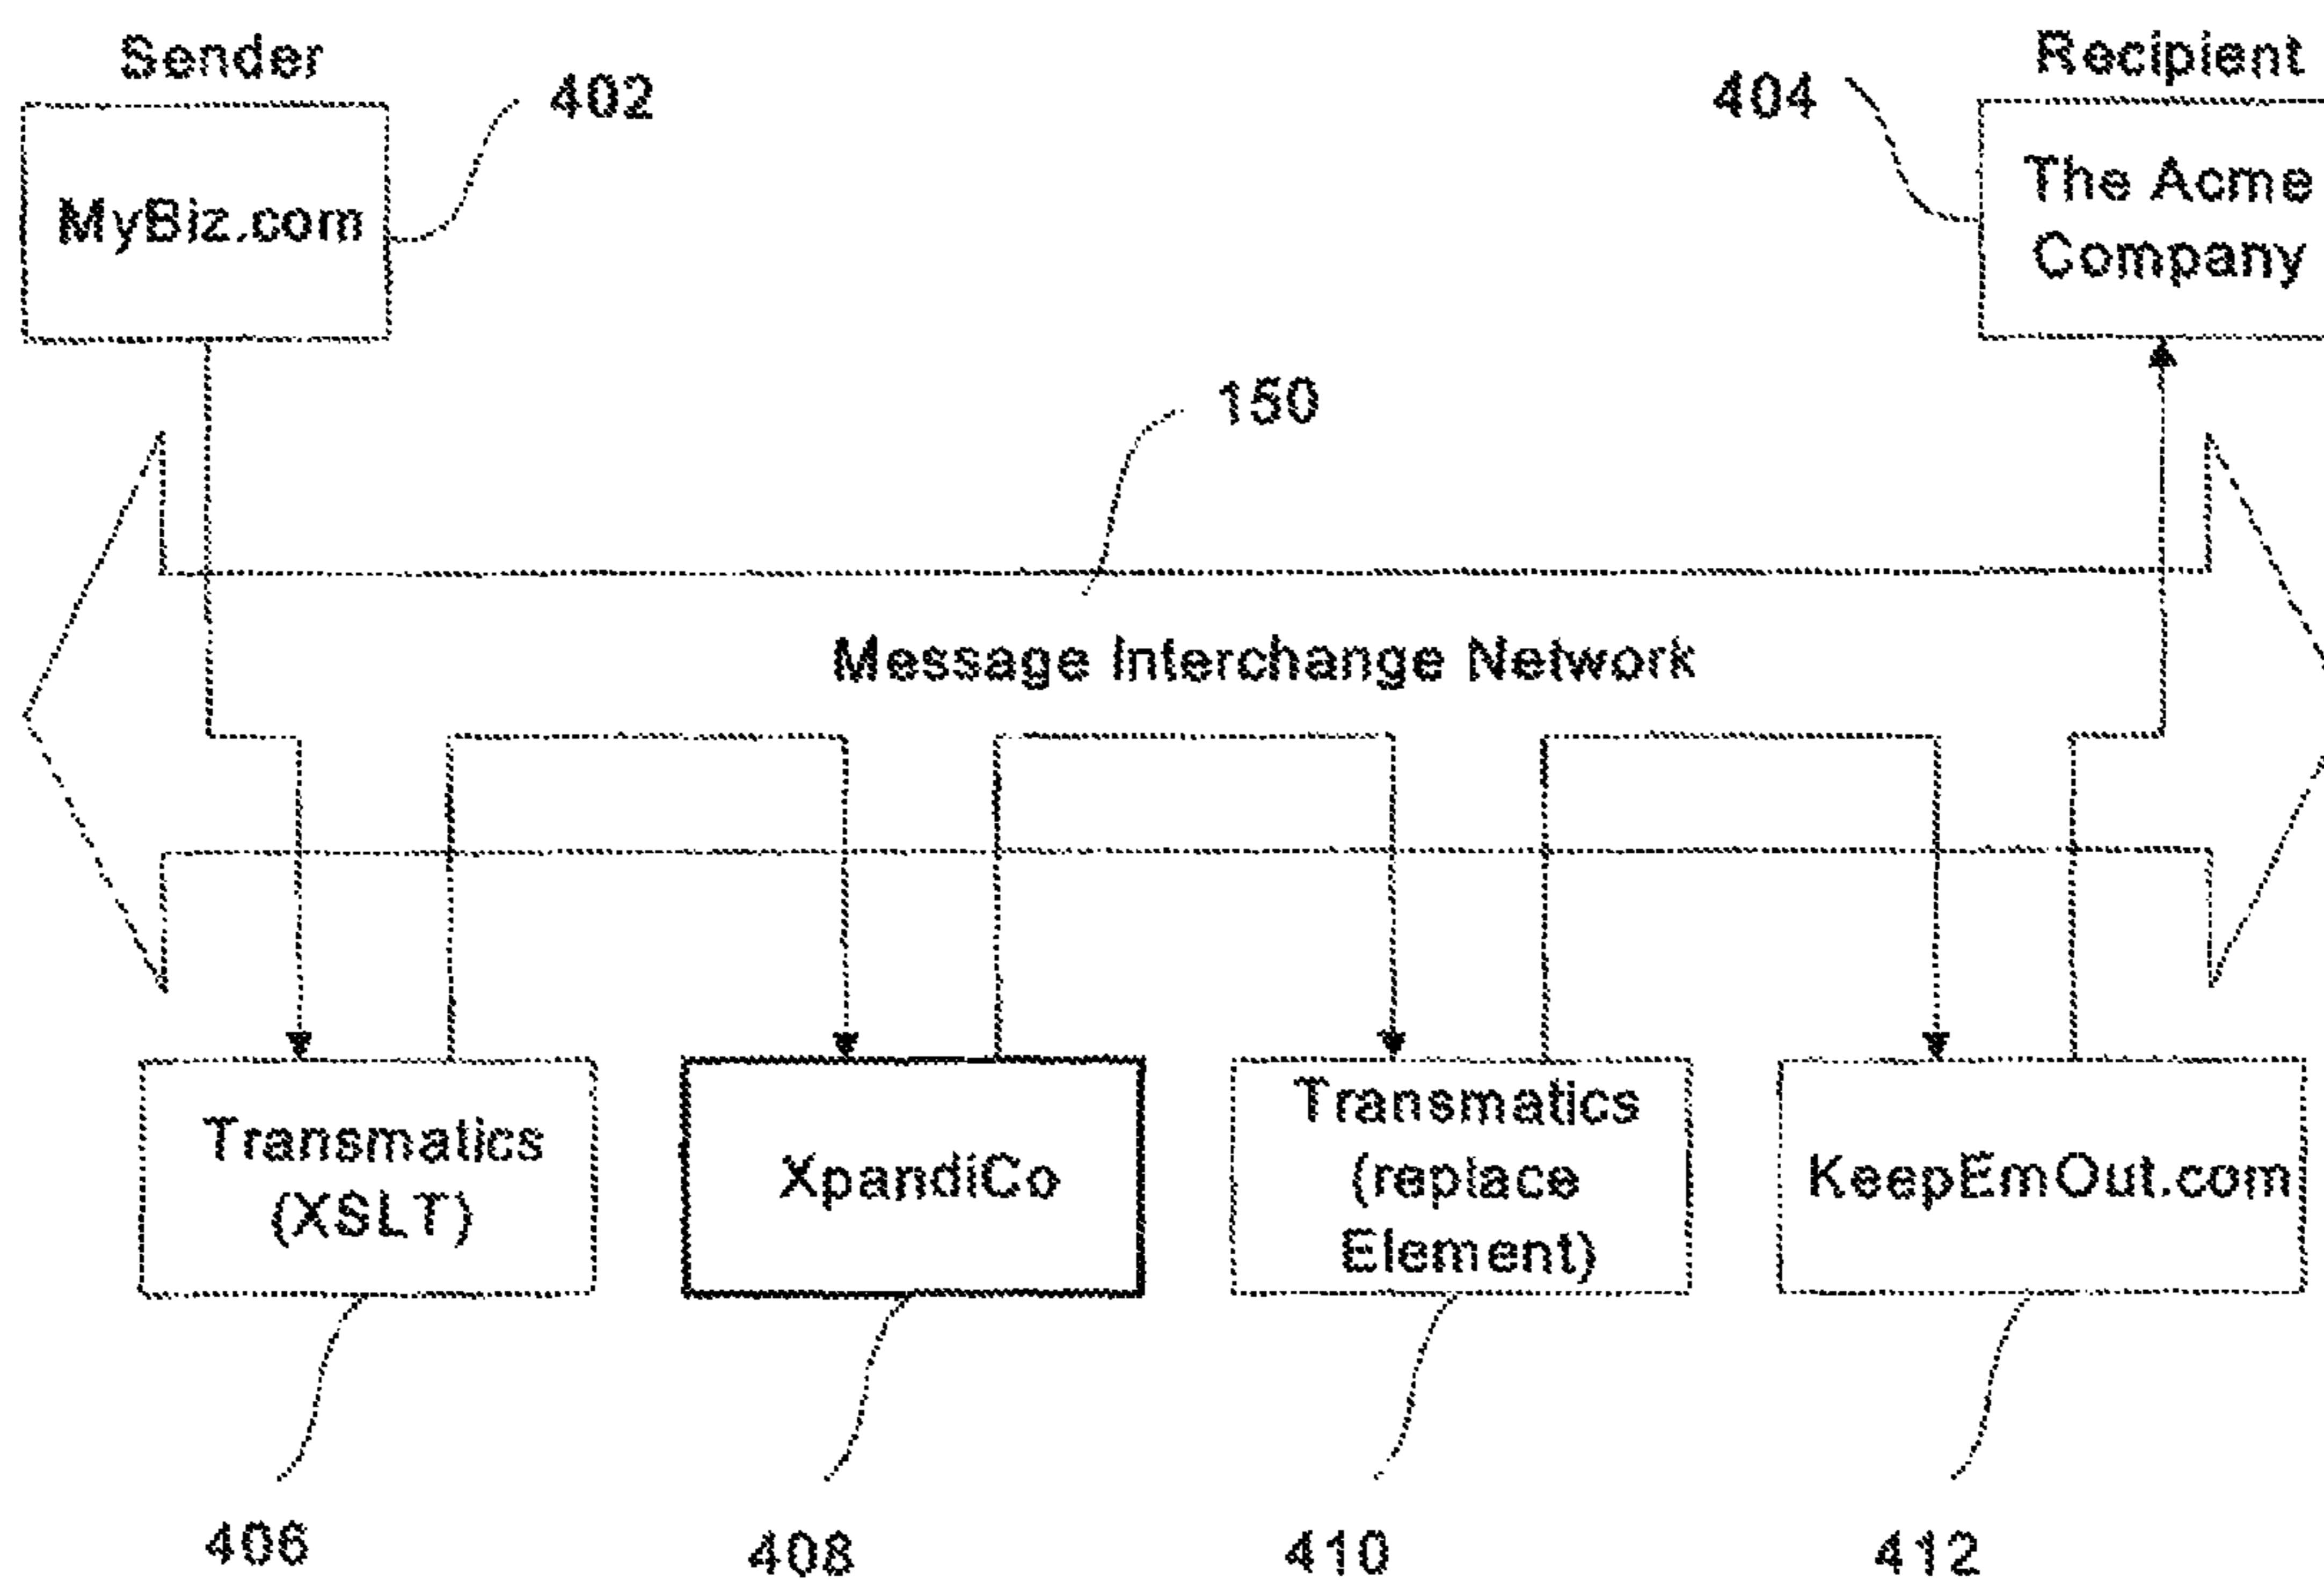 Sender
402
MyBiz.com
404
Recipient
The Acme
Company
150
Message Interchange Network
Transmatics
(XSLT)
XpandiCo
Transmatics
(replace
Element)
KeepEmOut.com
406
408
410
412